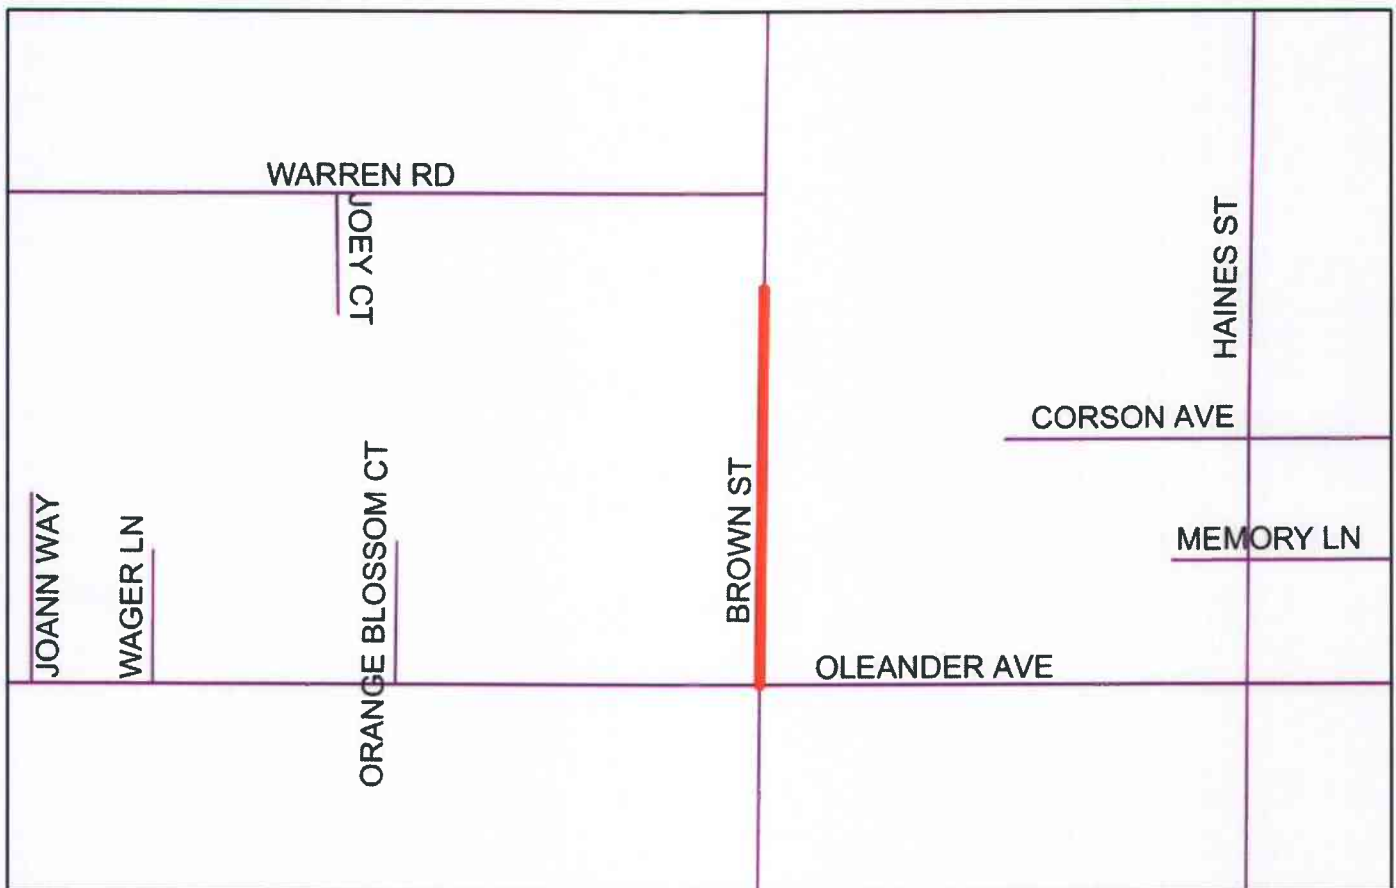 WARREN RD
JOEY CT
HAINES ST
CORSON AVE
ORANGE BLOSSOM CT
BROWN ST
JOANN WAY
WAGER LN
MEMORY LN
OLEANDER AVE